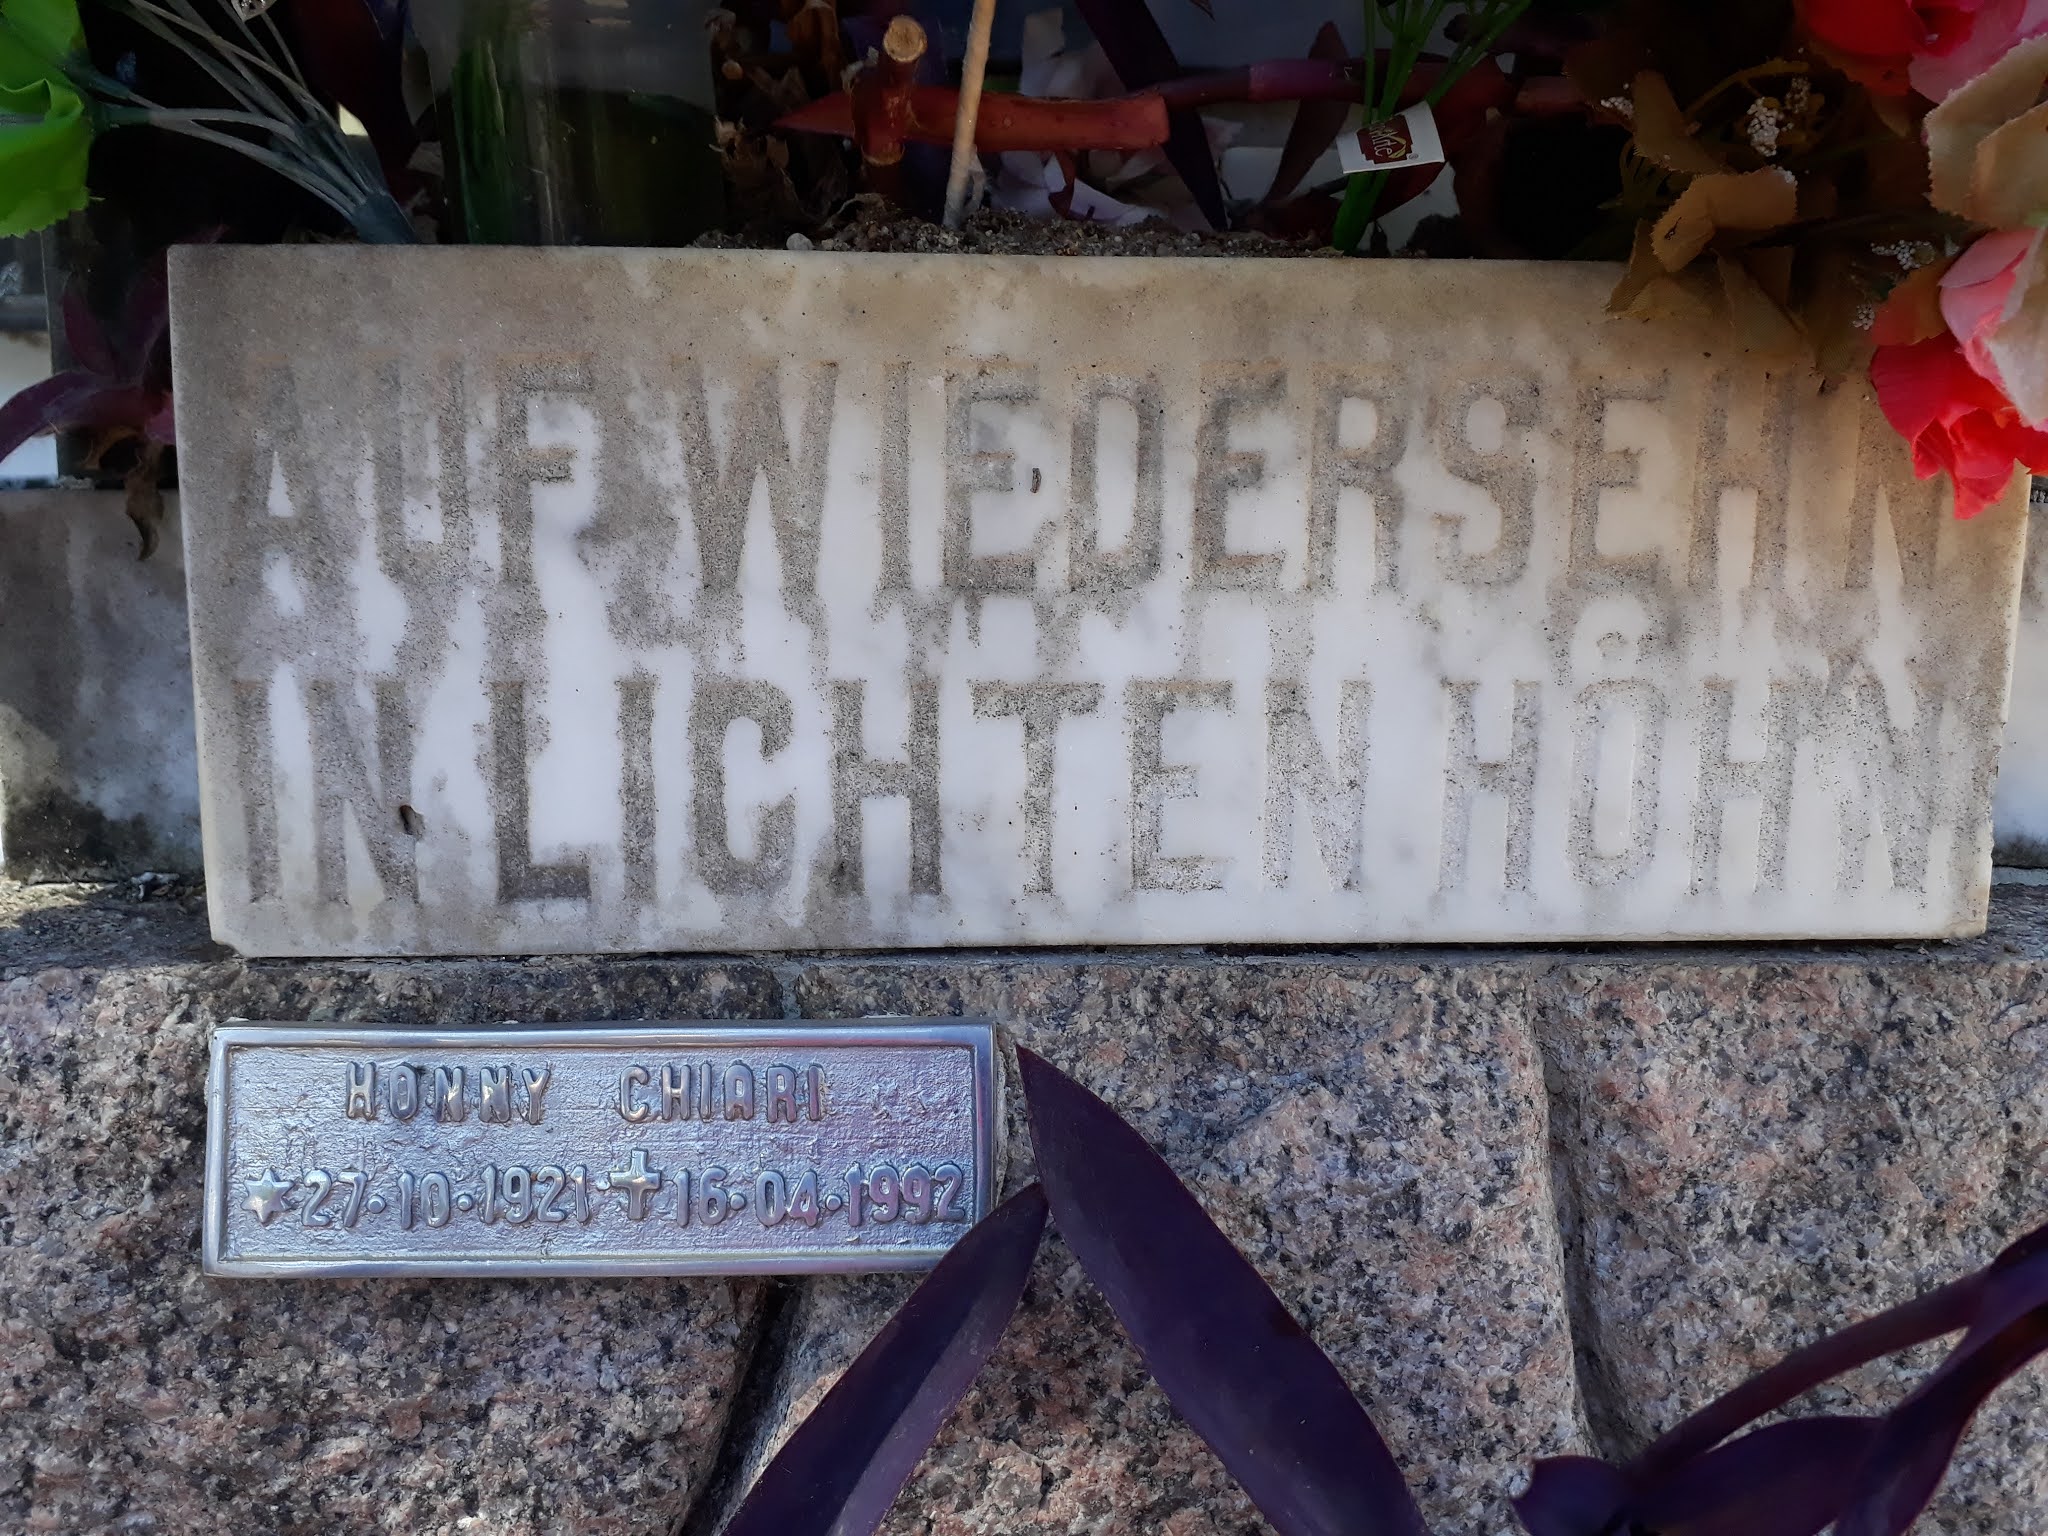 AUF WIEDERSEHN
IN LICHTEN HÖHN
HONNY CHIARI
27·10·1921·✝16·04·1992